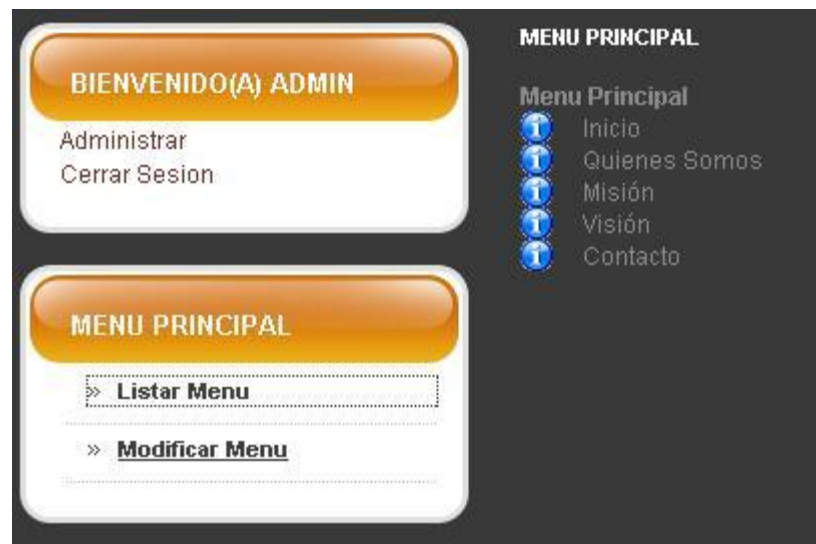 BIENVENIDO(A) ADMIN
Administrar
Cerrar Sesion
MENU PRINCIPAL
» Listar Menu
» Modificar Menu
MENU PRINCIPAL
Menu Principal
Inicio
Quienes Somos
Misión
Visión
Contacto